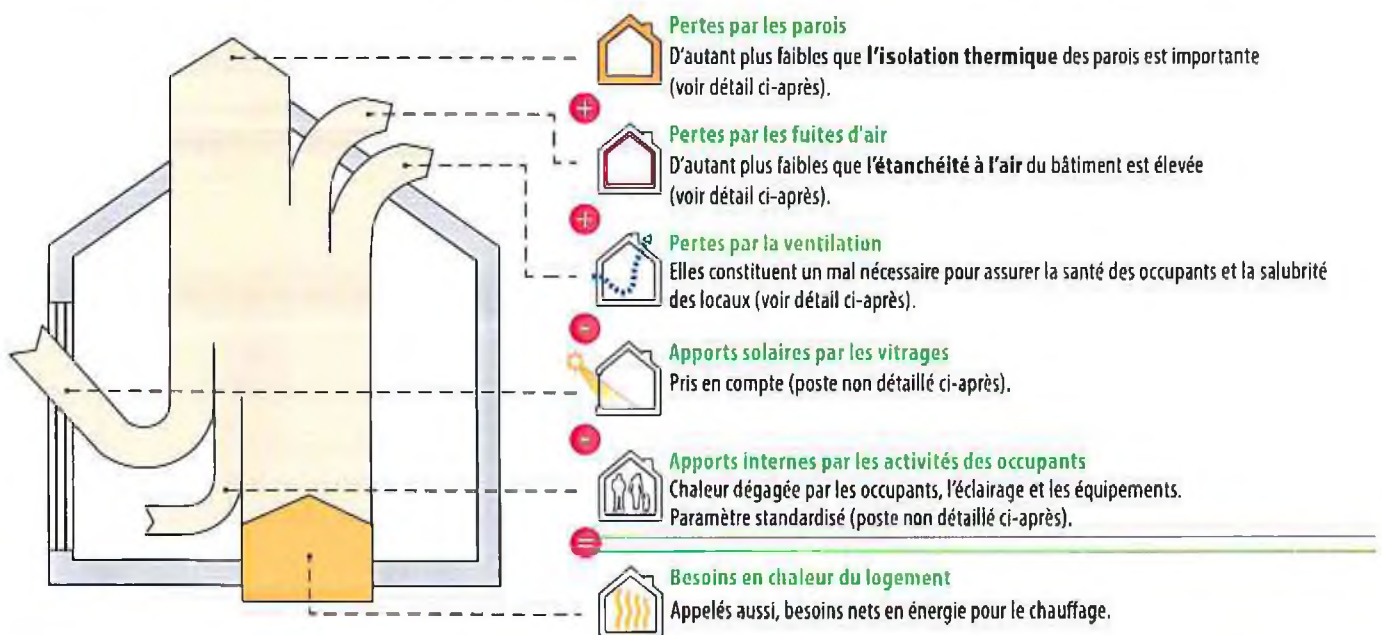 Pertes par les parois
D'autant plus faibles que l'isolation thermique des parois est importante
(voir détail ci-après).
+
Pertes par les fuites d'air
D'autant plus faibles que l'étanchéité à l'air du bâtiment est élevée
(voir détail ci-après).
+
Pertes par la ventilation
Elles constituent un mal nécessaire pour assurer la santé des occupants et la salubrité
des locaux (voir détail ci-après).
-
Apports solaires par les vitrages
Pris en compte (poste non détaillé ci-après).
-
Apports internes par les activités des occupants
Chaleur dégagée par les occupants, l'éclairage et les équipements.
Paramètre standardisé (poste non détaillé ci-après).
=
Besoins en chaleur du logement
Appelés aussi, besoins nets en énergie pour le chauffage.